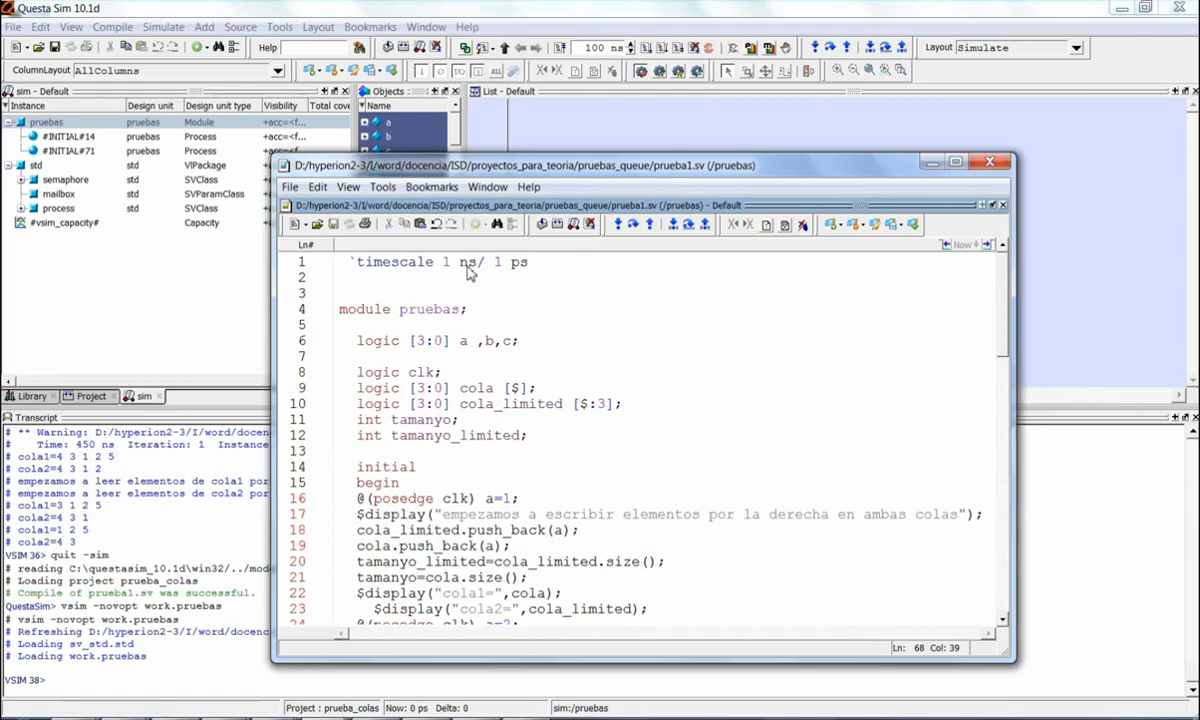 Questa Sim 10.1d
File Edit View Compile Simulate Add Source Tools Layout Bookmarks Window Help
Help 100 ns Layout Simulate
ColumnLayout AllColumns
sim - Default
Instance Design unit Design unit type Visibility Total cove
pruebas pruebas Module +acc=<f...
#INITIAL#14 pruebas Process +acc=<f...
#INITIAL#71 pruebas Process +acc=<f...
std std VlPackage +acc=<f...
semaphore std SVClass +acc=<f...
mailbox std SVParamClass +acc=<f...
process std SVClass +acc=<f...
#vsim_capacity# Capacity +acc=<f...
Objects
Name
a
b
List - Default
D:/hyperion2-3/I/word/docencia/ISD/proyectos_para_teoria/pruebas_queue/prueba1.sv (/pruebas)
File Edit View Tools Bookmarks Window Help
D:/hyperion2-3/I/word/docencia/ISD/proyectos_para_teoria/pruebas_queue/prueba1.sv (/pruebas) - Default
Ln# Now
1 `timescale 1 ns/ 1 ps
2
3
4 module pruebas;
5
6 logic [3:0] a ,b,c;
7
8 logic clk;
9 logic [3:0] cola [$];
10 logic [3:0] cola_limited [$:3];
11 int tamanyo;
12 int tamanyo_limited;
13
14 initial
15 begin
16 @(posedge clk) a=1;
17 $display("empezamos a escribir elementos por la derecha en ambas colas");
18 cola_limited.push_back(a);
19 cola.push_back(a);
20 tamanyo_limited=cola_limited.size();
21 tamanyo=cola.size();
22 $display("cola1=",cola);
23 $display("cola2=",cola_limited);
24 @(posedge clk) a=2;
Ln: 68 Col: 39
Library Project sim
Transcript
# ** Warning: D:/hyperion2-3/I/word/docenc
# Time: 450 ns Iteration: 1 Instance
# cola1=4 3 1 2 5
# cola2=4 3 1 2
# empezamos a leer elementos de cola1 por
# empezamos a leer elementos de cola2 por
# cola1=3 1 2 5
# cola2=4 3 1
# cola1=1 2 5
# cola2=4 3
VSIM 36> quit -sim
# reading C:\questasim_10.1d\win32/../mod
# Loading project prueba_colas
# Compile of prueba1.sv was successful.
QuestaSim> vsim -novopt work.pruebas
# vsim -novopt work.pruebas
# Refreshing D:/hyperion2-3/I/word/docenc
# Loading sv_std.std
# Loading work.pruebas
VSIM 38>
Project : prueba_colas Now: 0 ps Delta: 0 sim:/pruebas